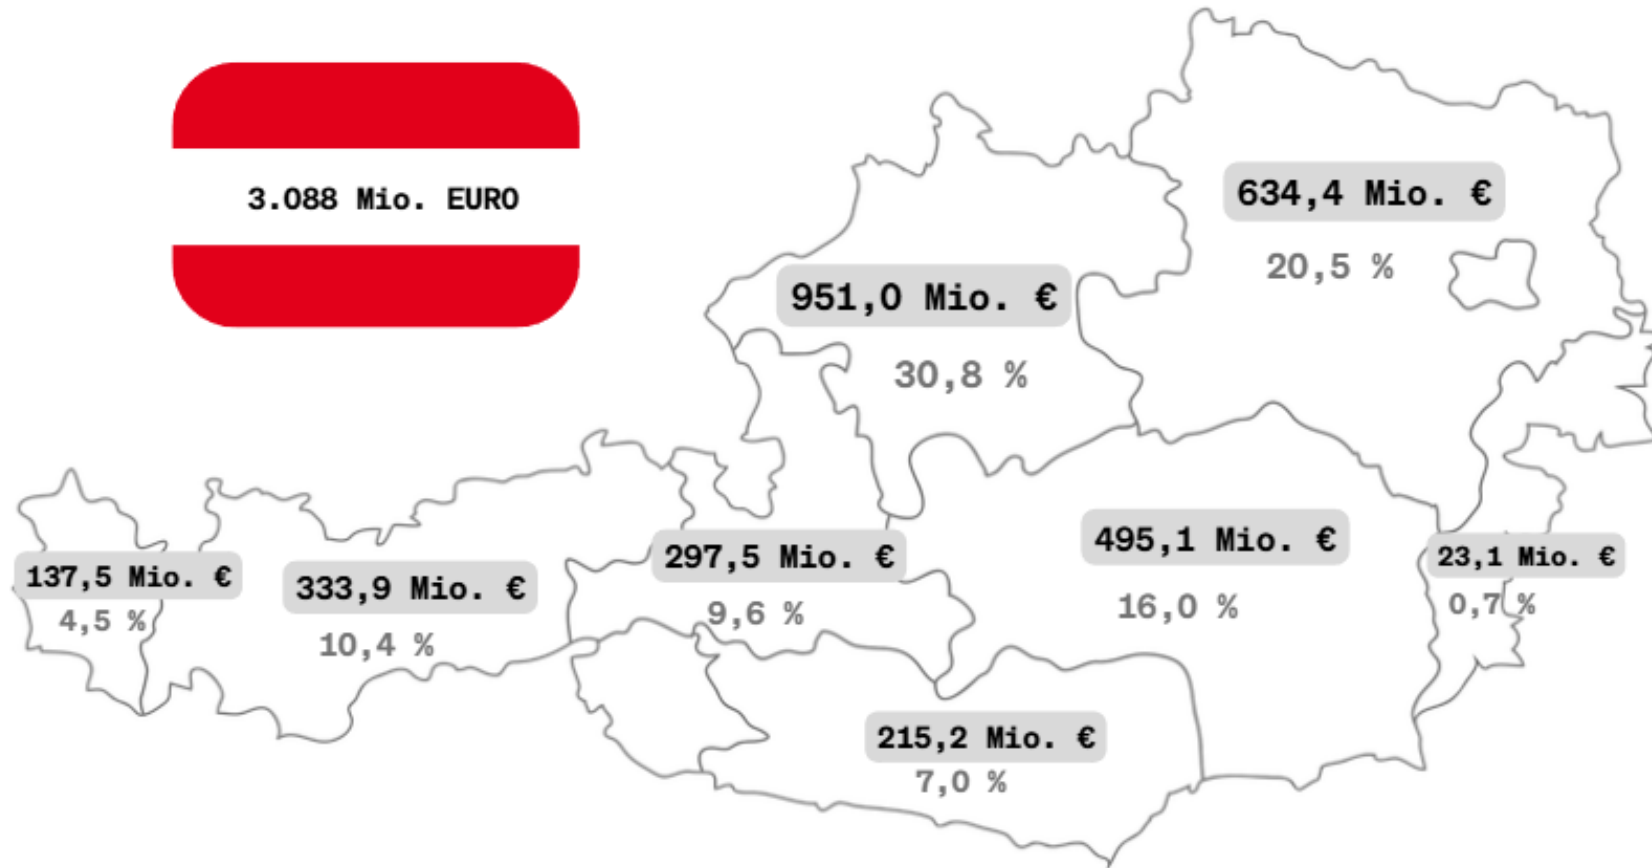 3.088 Mio. EURO
634,4 Mio. €
20,5 %
951,0 Mio. €
30,8 %
495,1 Mio. €
16,0 %
23,1 Mio. €
0,7 %
297,5 Mio. €
9,6 %
137,5 Mio. €
4,5 %
333,9 Mio. €
10,4 %
215,2 Mio. €
7,0 %